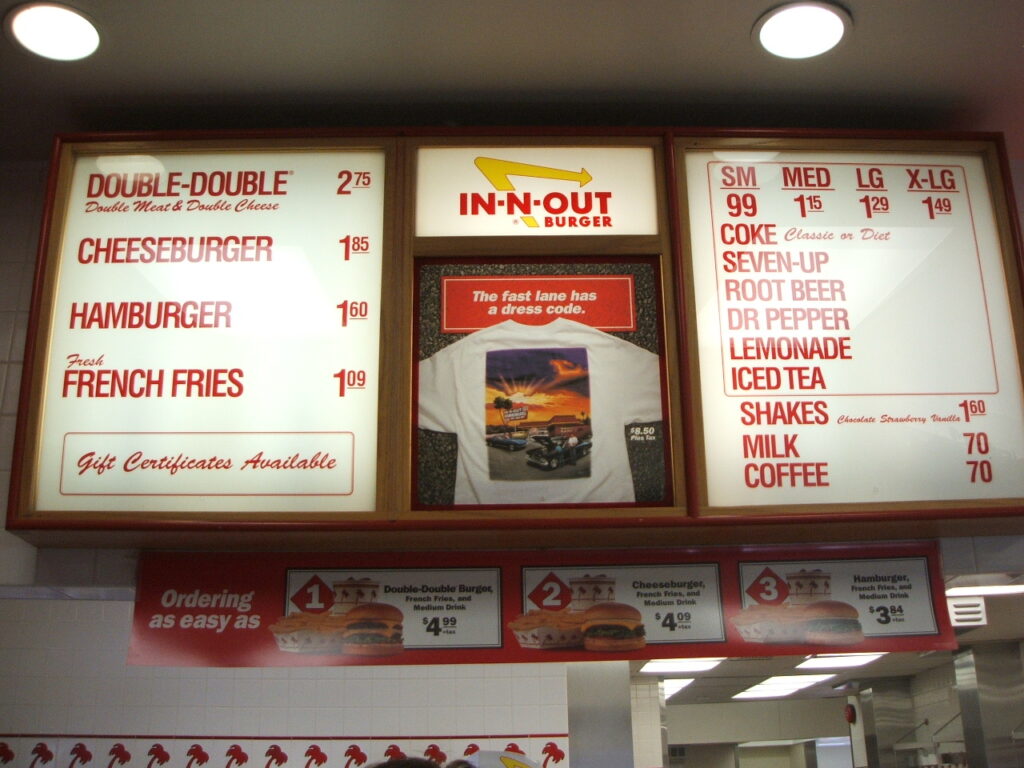 DOUBLE-DOUBLE® 2.75
Double Meat & Double Cheese
CHEESEBURGER 1.85
HAMBURGER 1.60
Fresh
FRENCH FRIES 1.09
Gift Certificates Available
IN-N-OUT
® BURGER
The fast lane has
a dress code.
$8.50
Plus Tax
SM MED LG X-LG
99 1.15 1.29 1.49
COKE Classic or Diet
SEVEN-UP
ROOT BEER
DR PEPPER
LEMONADE
ICED TEA
SHAKES Chocolate Strawberry Vanilla 1.60
MILK 70
COFFEE 70
Ordering
as easy as
1
Double-Double® Burger,
French Fries, and
Medium Drink
$4.99
+tax
2
Cheeseburger,
French Fries, and
Medium Drink
$4.09
+tax
3
Hamburger,
French Fries, and
Medium Drink
$3.84
+tax